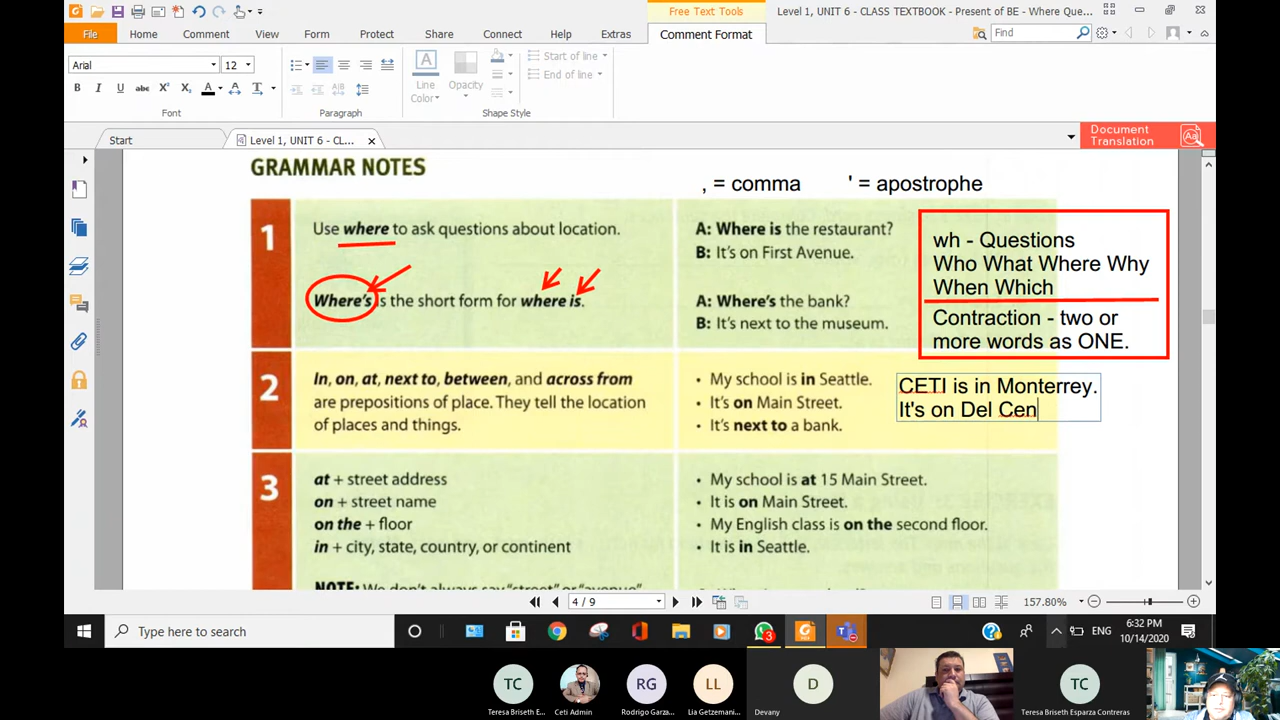 Free Text Tools
Level 1, UNIT 6 - CLASS TEXTBOOK - Present of BE - Where Que...
File Home Comment View Form Protect Share Connect Help Extras Comment Format
Find
Arial 12
Start of line
End of line
Line Color
Opacity
Font Paragraph Shape Style
Start
Level 1, UNIT 6 - CL...
Document Translation
GRAMMAR NOTES
, = comma ' = apostrophe
1
Use where to ask questions about location.
Where's is the short form for where is.
A: Where is the restaurant?
B: It's on First Avenue.
A: Where's the bank?
B: It's next to the museum.
wh - Questions
Who What Where Why
When Which
Contraction - two or
more words as ONE.
2
In, on, at, next to, between, and across from
are prepositions of place. They tell the location
of places and things.
• My school is in Seattle.
• It's on Main Street.
• It's next to a bank.
CETI is in Monterrey.
It's on Del Cen
3
at + street address
on + street name
on the + floor
in + city, state, country, or continent
NOTE: We don't always say "street" or "avenue"
• My school is at 15 Main Street.
• It is on Main Street.
• My English class is on the second floor.
• It is in Seattle.
4 / 9
157.80%
Type here to search
3
ENG
6:32 PM
10/14/2020
TC
RG
LL
D
TC
Teresa Briseth E...
Ceti Admin
Rodrigo Garza...
Lia Getzemani...
Devany
Teresa Briseth Esparza Contreras